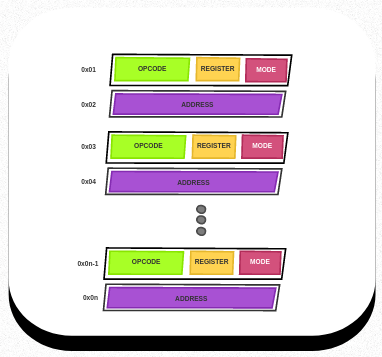 0x01 OPCODE REGISTER MODE
0x02 ADDRESS
0x03 OPCODE REGISTER MODE
0x04 ADDRESS
0x0n-1 OPCODE REGISTER MODE
0x0n ADDRESS